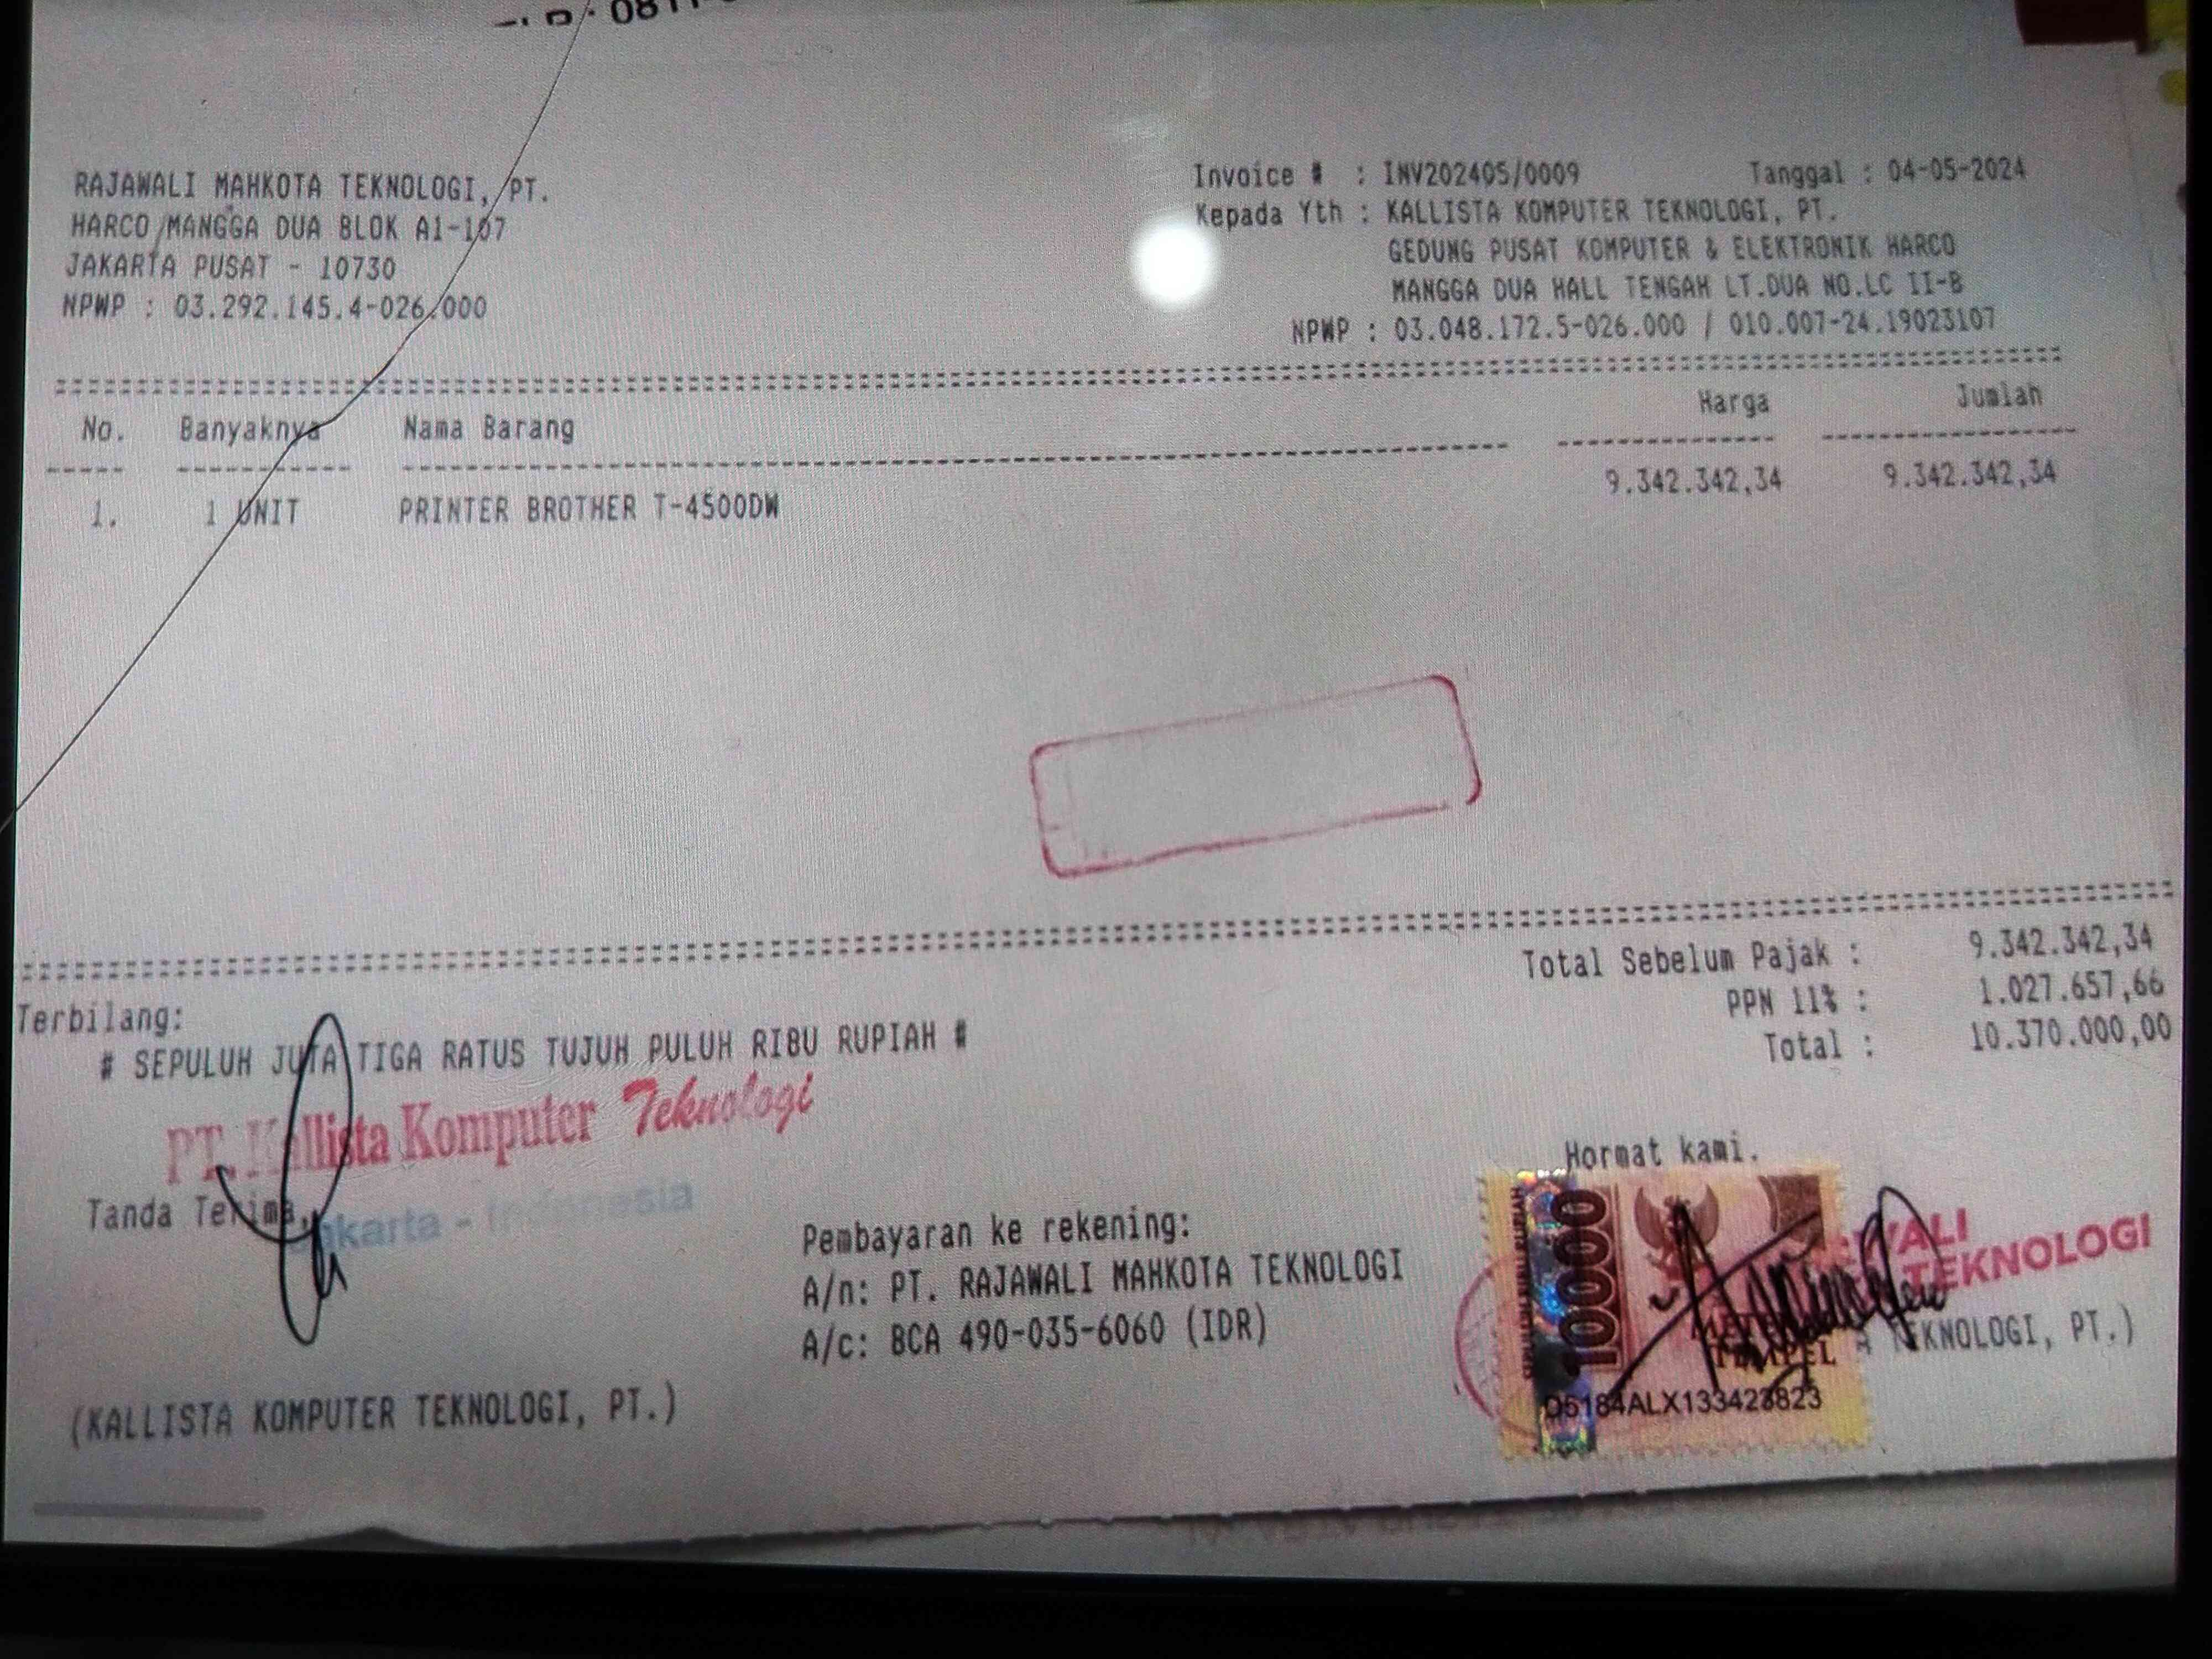 RAJAWALI MAHKOTA TEKNOLOGI, PT.
HARCO MANGGA DUA BLOK A1-107
JAKARTA PUSAT - 10730
NPWP : 03.292.145.4-026.000
Invoice # : INV202405/0009 Tanggal : 04-05-2024
Kepada Yth : KALLISTA KOMPUTER TEKNOLOGI, PT.
GEDUNG PUSAT KOMPUTER & ELEKTRONIK HARCO
MANGGA DUA HALL TENGAH LT.DUA NO.LC II-B
NPWP : 03.048.172.5-026.000 / 010.007-24.19023107
No. Banyaknya Nama Barang Harga Jumlah
1. 1 UNIT PRINTER BROTHER T-4500DW 9.342.342,34 9.342.342,34
Total Sebelum Pajak : 9.342.342,34
PPN 11% : 1.027.657,66
Total : 10.370.000,00
Terbilang:
# SEPULUH JUTA TIGA RATUS TUJUH PULUH RIBU RUPIAH #
PT. Kallista Komputer Teknologi
Jakarta - Indonesia
Tanda Terima,
(KALLISTA KOMPUTER TEKNOLOGI, PT.)
Pembayaran ke rekening:
A/n: PT. RAJAWALI MAHKOTA TEKNOLOGI
A/c: BCA 490-035-6060 (IDR)
Hormat kami.
SEPULUH RIBU RUPIAH
10000
TEMPEL
TEKNOLOGI
TEKNOLOGI, PT.)
D5184ALX133423823